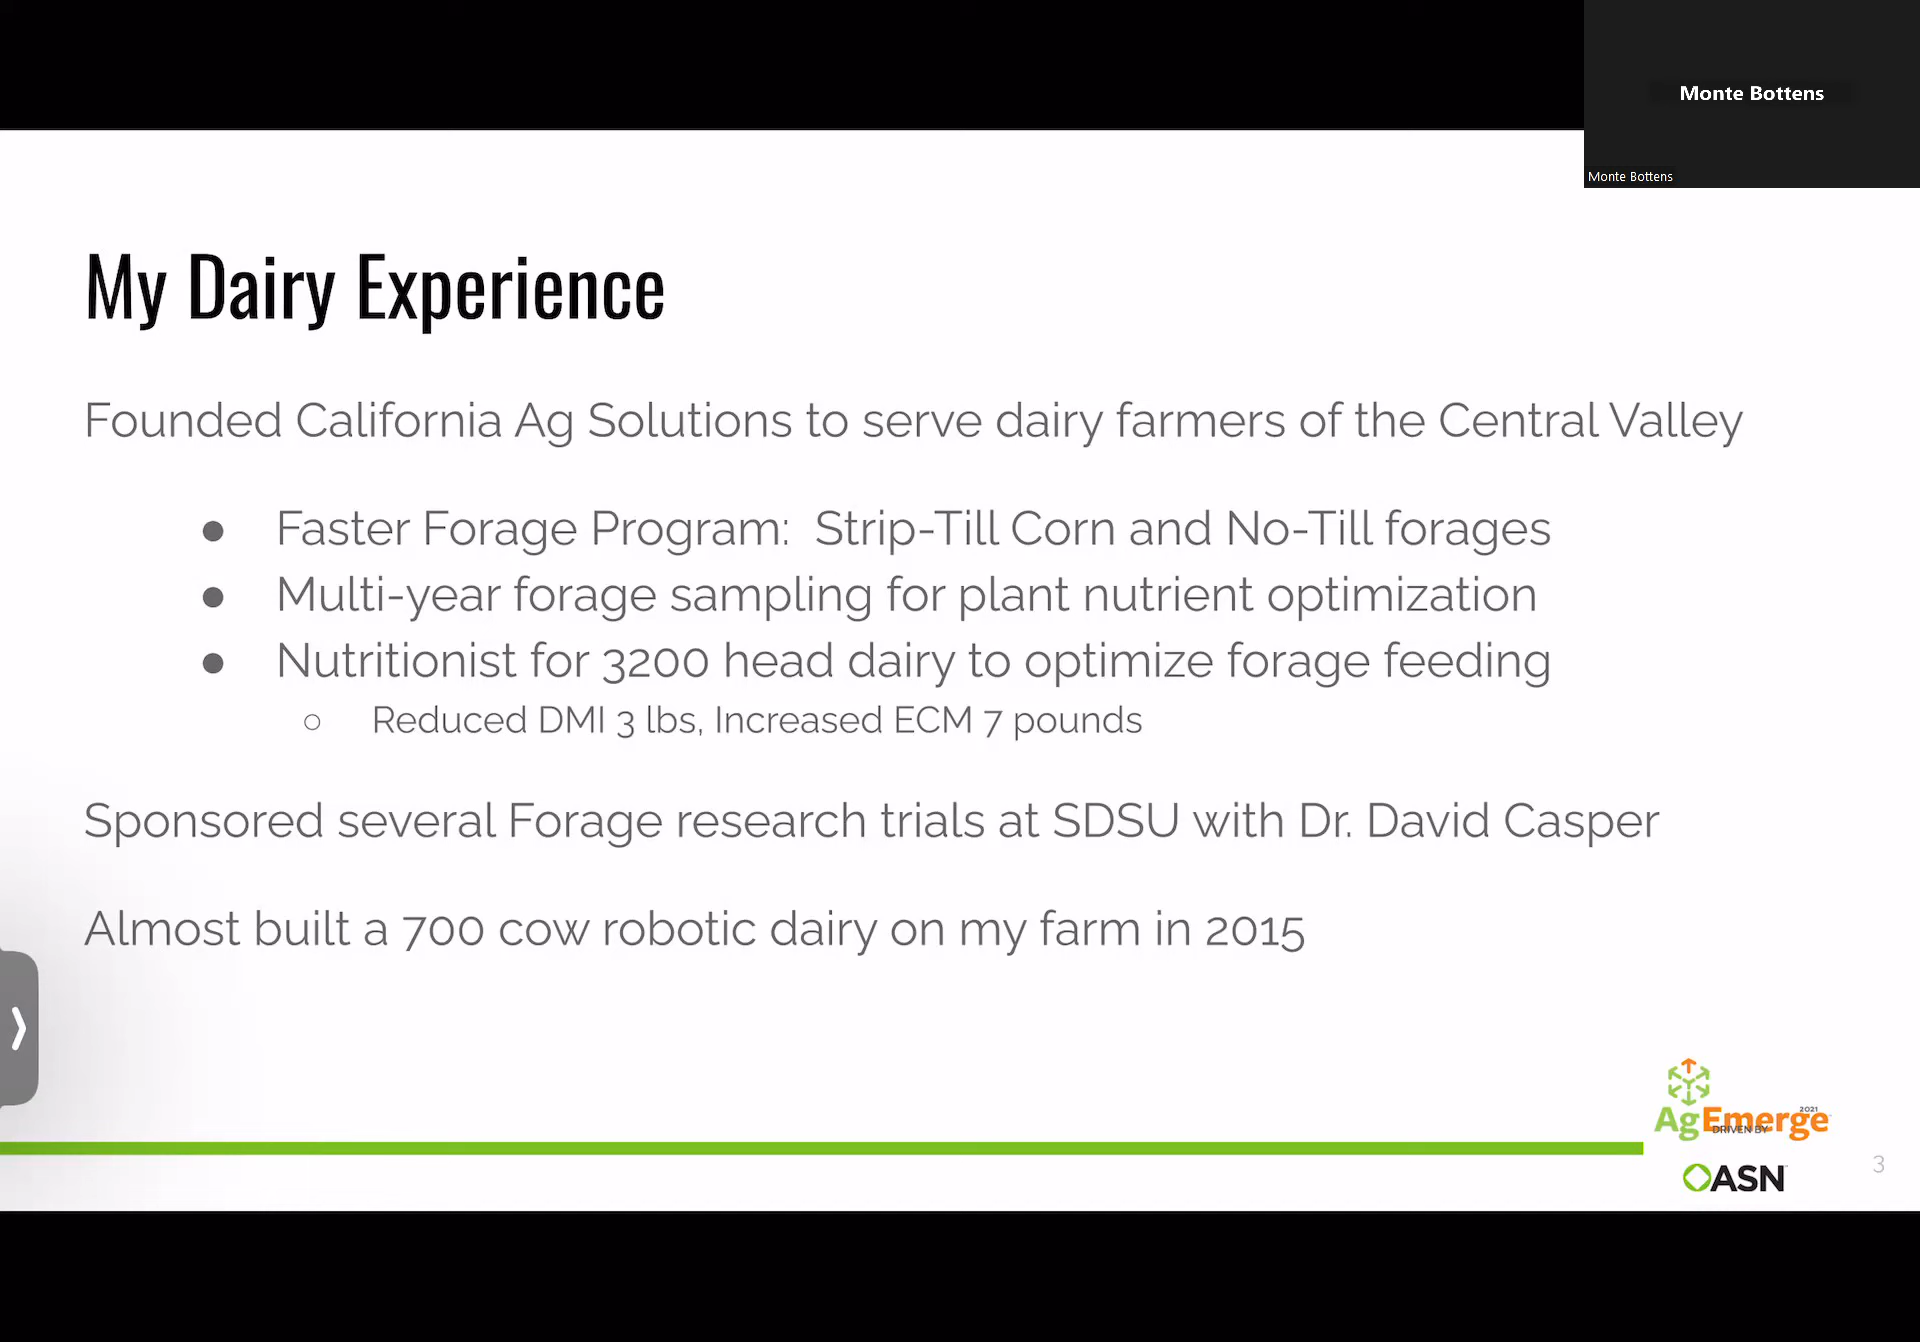 Monte Bottens
Monte Bottens
My Dairy Experience
Founded California Ag Solutions to serve dairy farmers of the Central Valley
● Faster Forage Program:  Strip-Till Corn and No-Till forages
● Multi-year forage sampling for plant nutrient optimization
● Nutritionist for 3200 head dairy to optimize forage feeding
○ Reduced DMI 3 lbs, Increased ECM 7 pounds
Sponsored several Forage research trials at SDSU with Dr. David Casper
Almost built a 700 cow robotic dairy on my farm in 2015
2021
AgEmerge
DRIVEN BY
ASN
3